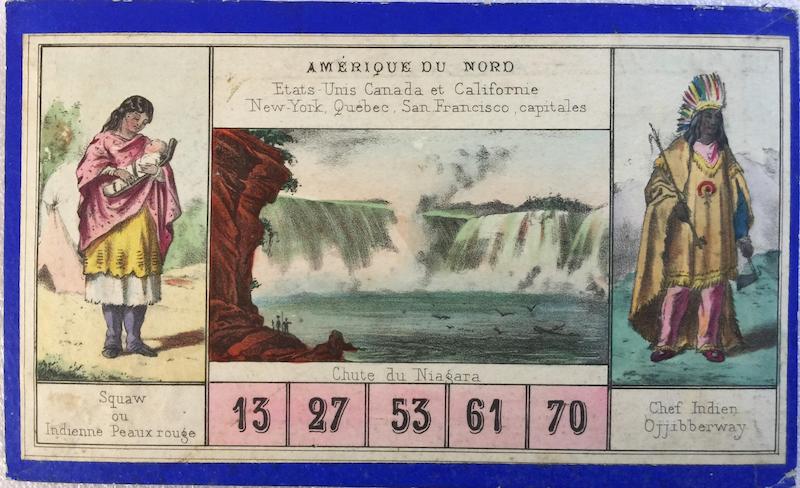 AMÉRIQUE DU NORD
Etats-Unis Canada et Californie
New-York, Québec, San Francisco, capitales
Chute du Niagara
13 27 53 61 70
Squaw
ou
Indienne Peaux rouge
Chef Indien
Ojjibberway